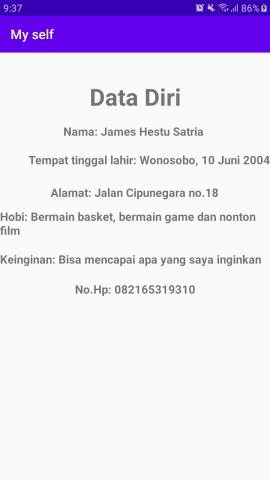 9:37
86%
My self
Data Diri
Nama: James Hestu Satria
Tempat tinggal lahir: Wonosobo, 10 Juni 2004
Alamat: Jalan Cipunegara no.18
Hobi: Bermain basket, bermain game dan nonton
film
Keinginan: Bisa mencapai apa yang saya inginkan
No.Hp: 082165319310